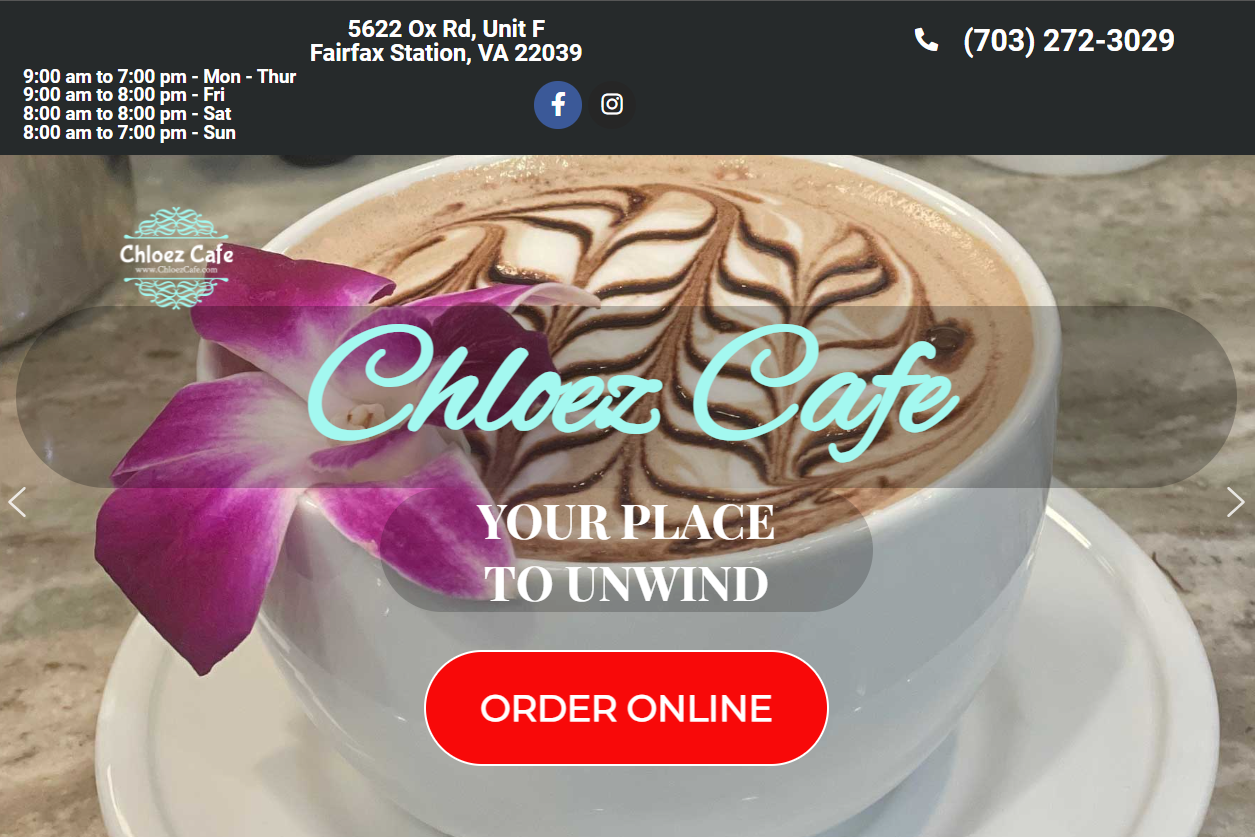 5622 Ox Rd, Unit F
Fairfax Station, VA 22039
(703) 272-3029
9:00 am to 7:00 pm - Mon - Thur
9:00 am to 8:00 pm - Fri
8:00 am to 8:00 pm - Sat
8:00 am to 7:00 pm - Sun
Chloez Cafe
www.ChloezCafe.com
Chloez Cafe
YOUR PLACE
TO UNWIND
ORDER ONLINE